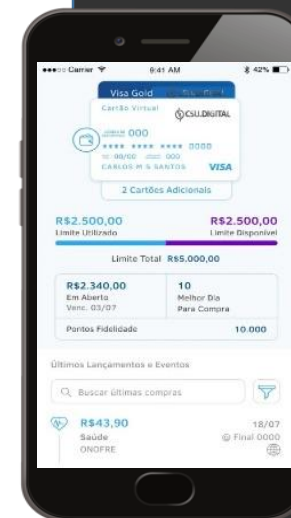 Carrier 9:41 AM 42%
Visa Gold
Cartão Virtual
CSU.DIGITAL
000
**** **** **** 0000
00/00 000
CARLOS M S SANTOS VISA
2 Cartões Adicionais
R$2.500,00 R$2.500,00
Limite Utilizado Limite Disponível
Limite Total R$5.000,00
R$2.340,00 10
Em Aberto Melhor Dia
Venc. 03/07 Para Compra
Pontos Fidelidade 10.000
Últimos Lançamentos e Eventos
Buscar últimas compras
R$43,90 18/07
Saúde Final 0000
ONOFRE